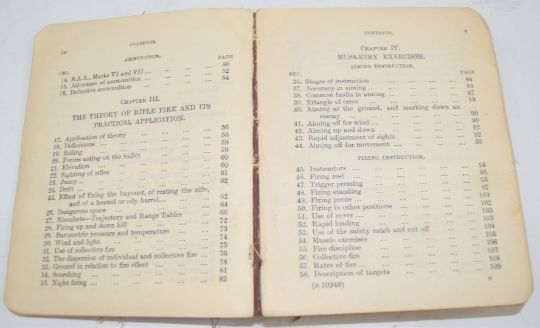 iv
CONTENTS.
AMMUNITION.
SEC. PAGE
14. S.A.A., Marks VI and VII ... 50
15. Allowance of ammunition ... 52
16. Defective ammunition ... 54
CHAPTER III.
THE THEORY OF RIFLE FIRE AND ITS
PRACTICAL APPLICATION.
17. Application of theory ... 56
18. Definitions ... 56
19. Rifling ... 59
20. Forces acting on the bullet ... 59
21. Elevation ... 60
22. Sighting of rifles ... 60
23. Jump ... 61
24. Drift ... 62
25. Effect of fixing the bayonet, of resting the rifle,
and of a heated or oily barrel ... 62
26. Dangerous space ... 64
27. Ricochets—Trajectory and Range Tables ... 66
28. Firing up and down hill ... 72
29. Barometric pressure and temperature ... 73
30. Wind and light ... 74
31. Use of collective fire ... 75
32. The dispersion of individual and collective fire ... 76
33. Ground in relation to fire effect ... 78
34. Searching ... 81
35. Night firing ... 82
CONTENTS. v
CHAPTER IV.
MUSKETRY EXERCISES.
AIMING INSTRUCTION.
SEC. PAGE
36. Stages of instruction ... 84
37. Accuracy in aiming ...
38. Common faults in aiming ... 87
39. Triangle of error ... 88
40. Aiming at the ground, and marking down an
enemy ... 90
41. Aiming off for wind ... 90
42. Aiming up and down ... 92
43. Rapid adjustment of sights ... 92
44. Aiming off for movement ... 93
FIRING INSTRUCTION.
45. Instructors ... 94
46. Firing rest ... 95
47. Trigger pressing ... 95
48. Firing standing ... 97
49. Firing prone ... 101
50. Firing in other positions ... 102
51. Use of cover ... 103
52. Rapid loading ... 103
53. Use of the safety catch and cut off ... 104
54. Muscle exercises ... 105
55. Fire discipline ... 106
56. Collective fire ... 107
57. Rates of fire ... 108
58. Description of targets ... 109
(B 10949)